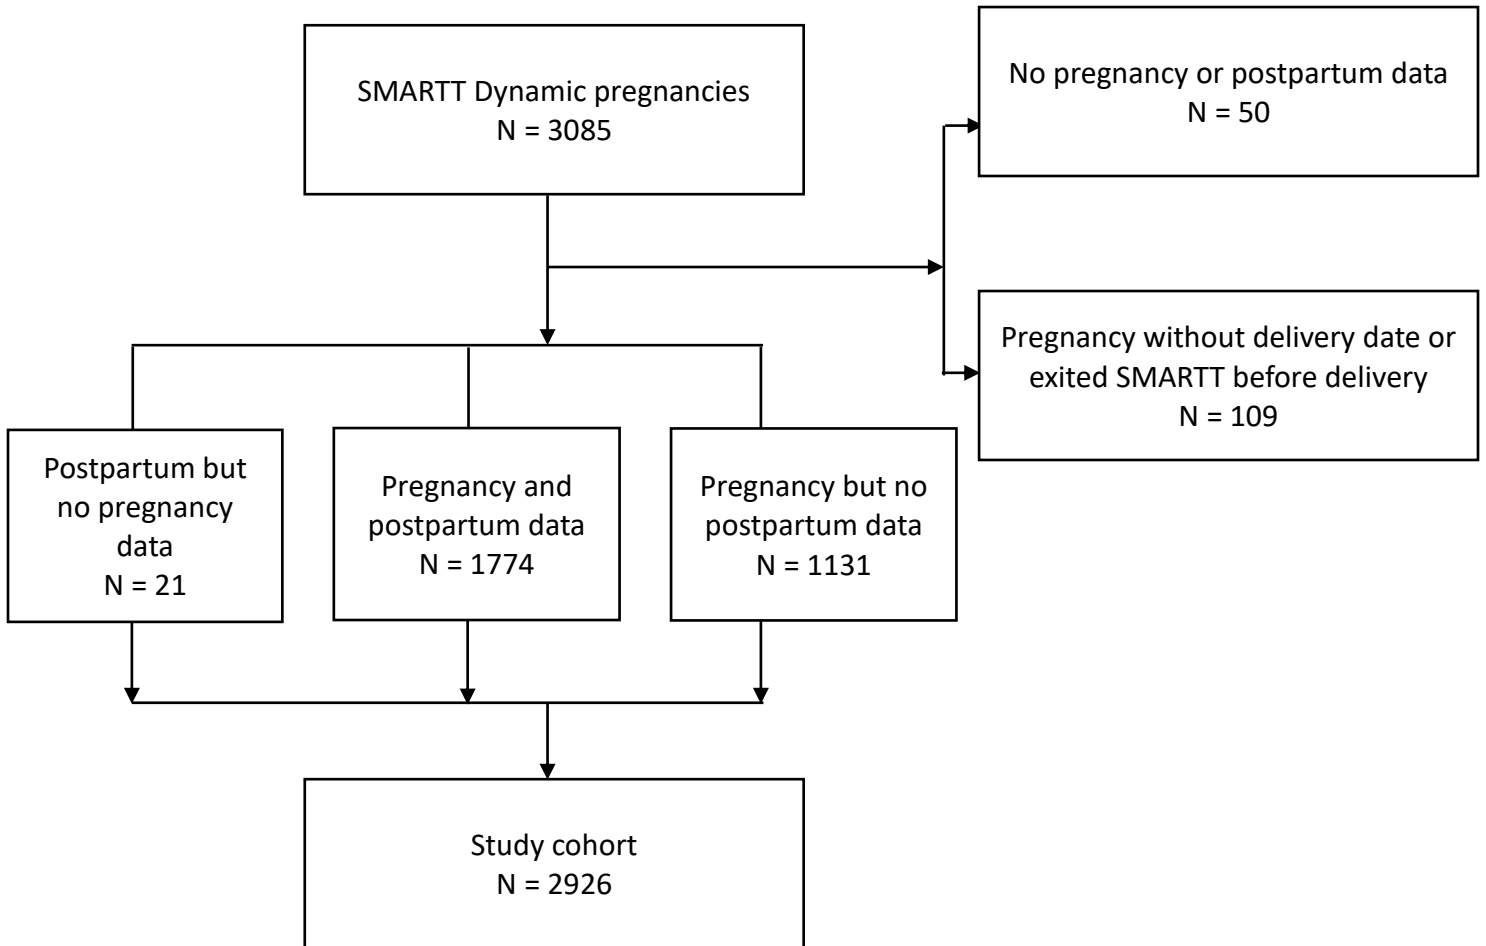 SMARTT Dynamic pregnancies
N = 3085
No pregnancy or postpartum data
N = 50
Pregnancy without delivery date or
exited SMARTT before delivery
N = 109
Postpartum but
no pregnancy
data
N = 21
Pregnancy and
postpartum data
N = 1774
Pregnancy but no
postpartum data
N = 1131
Study cohort
N = 2926